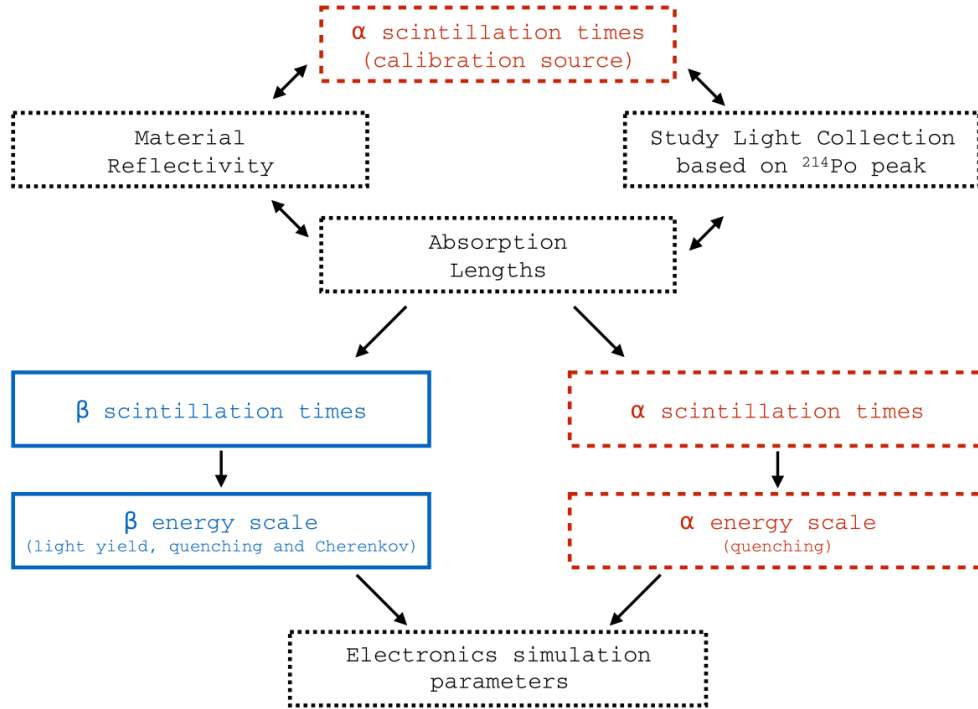 α scintillation times
(calibration source)
Material
Reflectivity
Study Light Collection
based on ²¹⁴Po peak
Absorption
Lengths
β scintillation times
α scintillation times
β energy scale
(light yield, quenching and Cherenkov)
α energy scale
(quenching)
Electronics simulation
parameters